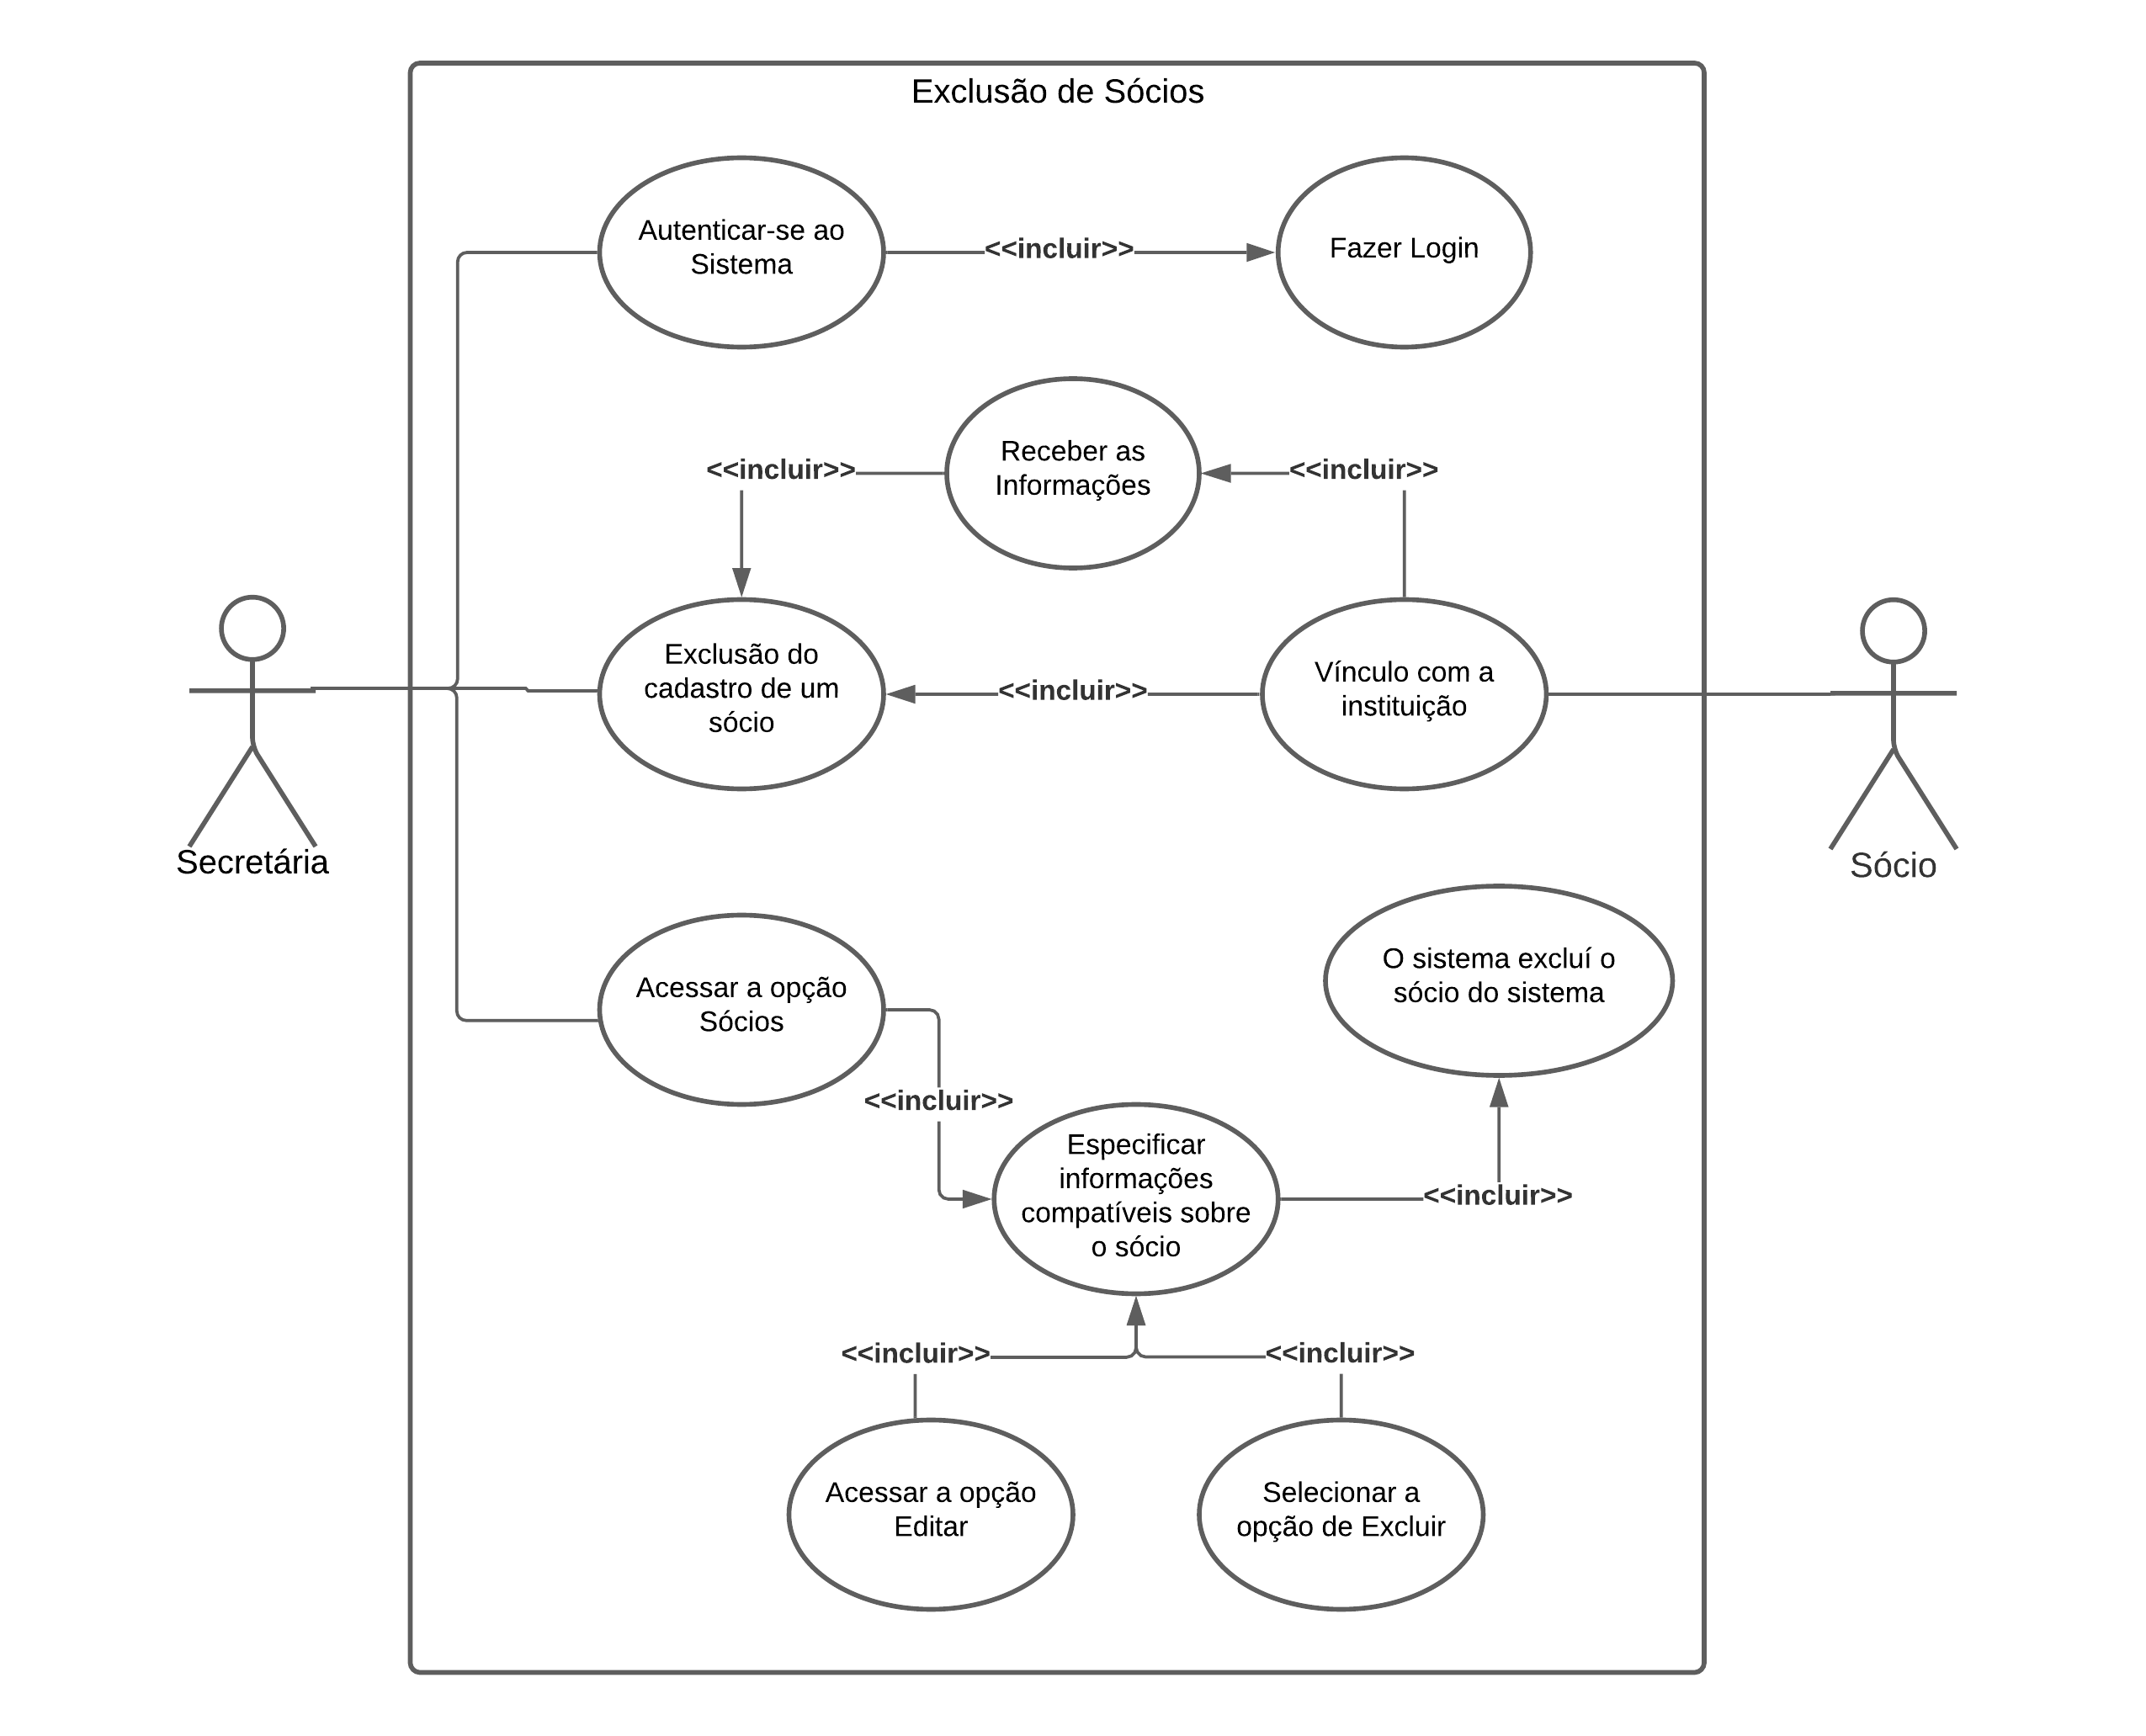 Exclusão de Sócios
Autenticar-se ao
Sistema
<<incluir>>
Fazer Login
Receber as
Informações
<<incluir>>
<<incluir>>
Exclusão do
cadastro de um
sócio
<<incluir>>
Vínculo com a
instituição
Secretária
Sócio
Acessar a opção
Sócios
O sistema excluí o
sócio do sistema
<<incluir>>
Especificar
informações
compatíveis sobre
o sócio
<<incluir>>
<<incluir>>
<<incluir>>
Acessar a opção
Editar
Selecionar a
opção de Excluir